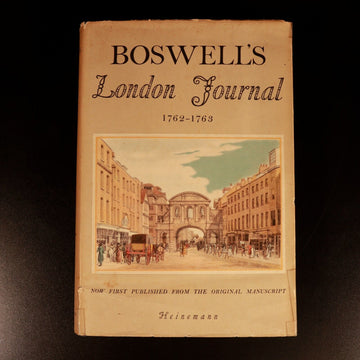 BOSWELL'S
London Journal
1762-1763
NOW FIRST PUBLISHED FROM THE ORIGINAL MANUSCRIPT
Heinemann